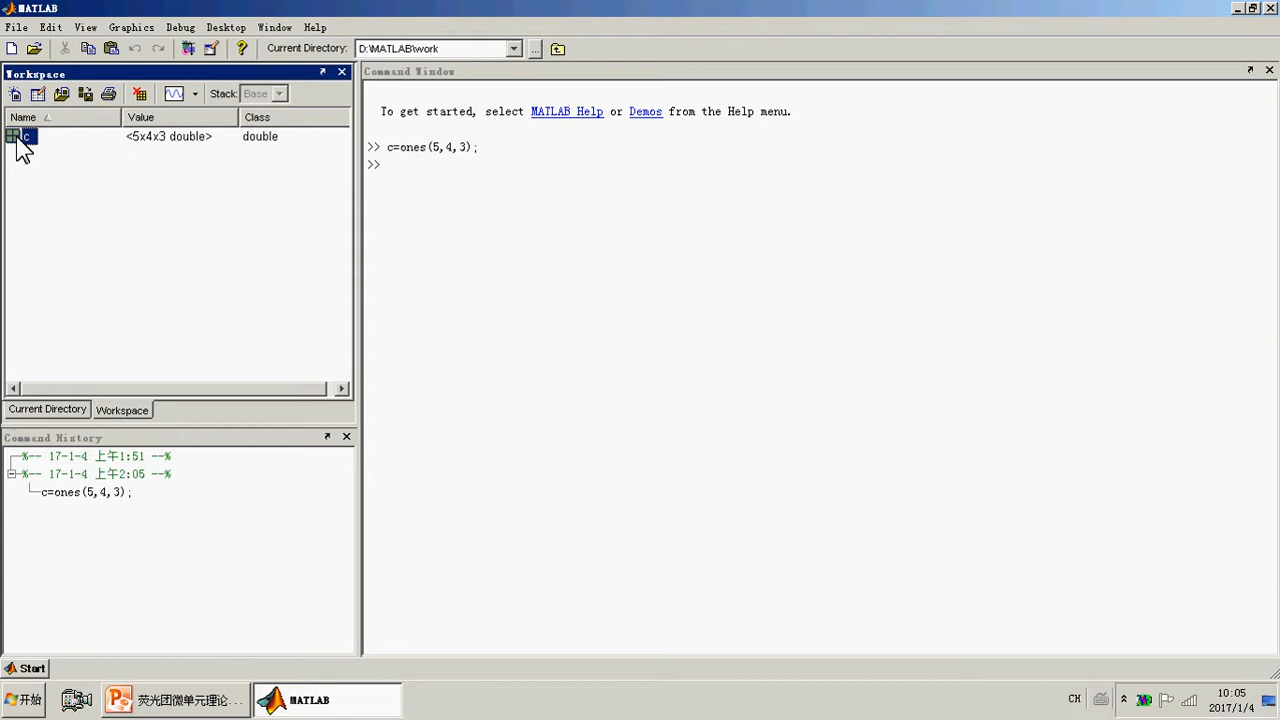 MATLAB
File Edit View Graphics Debug Desktop Window Help
Current Directory: D:\MATLAB\work ...
Workspace
Stack: Base
Name Value Class
c <5x4x3 double> double
Current Directory Workspace
Command History
%-- 17-1-4 上午1:51 --%
%-- 17-1-4 上午2:05 --%
c=ones(5,4,3);
Command Window
To get started, select MATLAB Help or Demos from the Help menu.
>> c=ones(5,4,3);
>>
Start
开始 荧光团微单元理论... MATLAB CH 10:05
2017/1/4